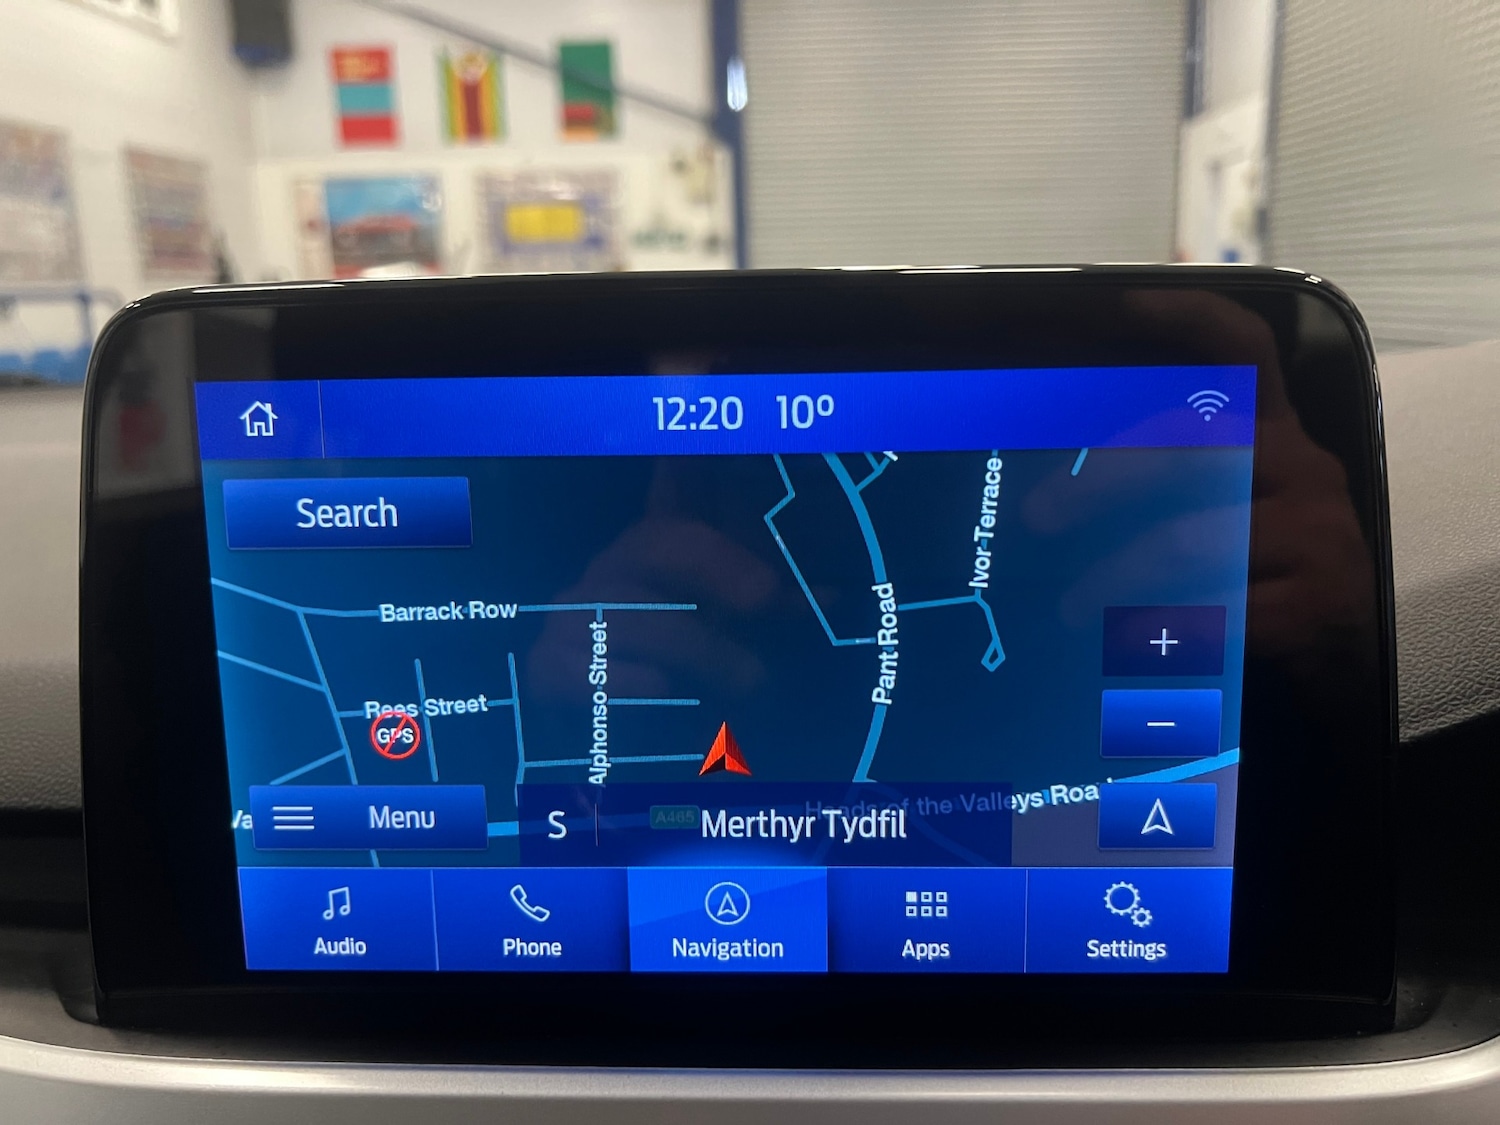 12:20 10º
Search
Ivor Terrace
Barrack Row
Alphonso Street
Pant Road
Rees Street
GPS
+
−
Heads of the Valleys Road
Menu
S
A465
Merthyr Tydfil
Audio
Phone
Navigation
Apps
Settings